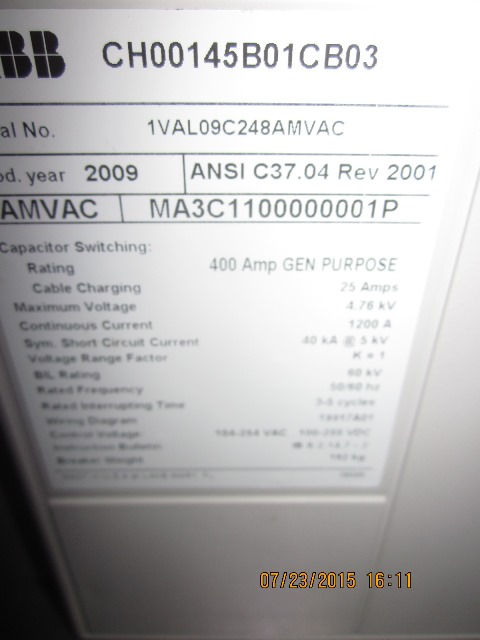 ABB CH00145B01CB03
al No. 1VAL09C248AMVAC
od. year 2009 ANSI C37.04 Rev 2001
AMVAC MA3C1100000001P
Capacitor Switching:
Rating 400 Amp GEN PURPOSE
Cable Charging 25 Amps
Maximum Voltage 4.76 kV
Continuous Current 1200 A
Sym. Short Circuit Current 40 kA @ 5 kV
Voltage Range Factor K = 1
BIL Rating 60 kV
Rated Frequency 50/60 hz
Rated Interrupting Time 3-5 cycles
Wiring Diagram
Control Voltage:
Instruction Bulletin
Breaker Weight
07/23/2015 16:11